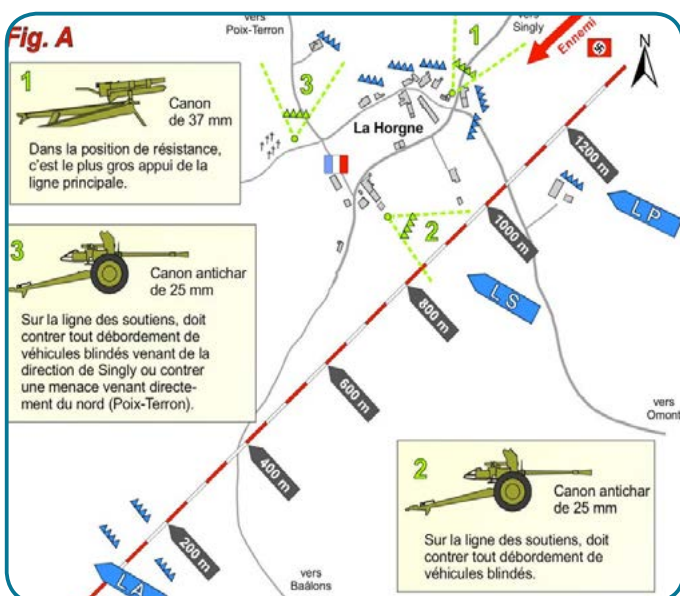 Fig. A
vers
Poix-Terron
vers
Singly
1
Ennemi
N
1
Canon
de 37 mm
Dans la position de résistance,
c'est le plus gros appui de la
ligne principale.
3
La Horgne
1200 m
L P
2
1000 m
3
Canon antichar
de 25 mm
Sur la ligne des soutiens, doit
contrer tout débordement de
véhicules blindés venant de la
direction de Singly ou contrer
une menace venant directe-
ment du nord (Poix-Terron).
L S
800 m
600 m
vers
Omont
400 m
2
Canon antichar
de 25 mm
Sur la ligne des soutiens, doit
contrer tout débordement de
véhicules blindés.
200 m
L A
vers
Baâlons